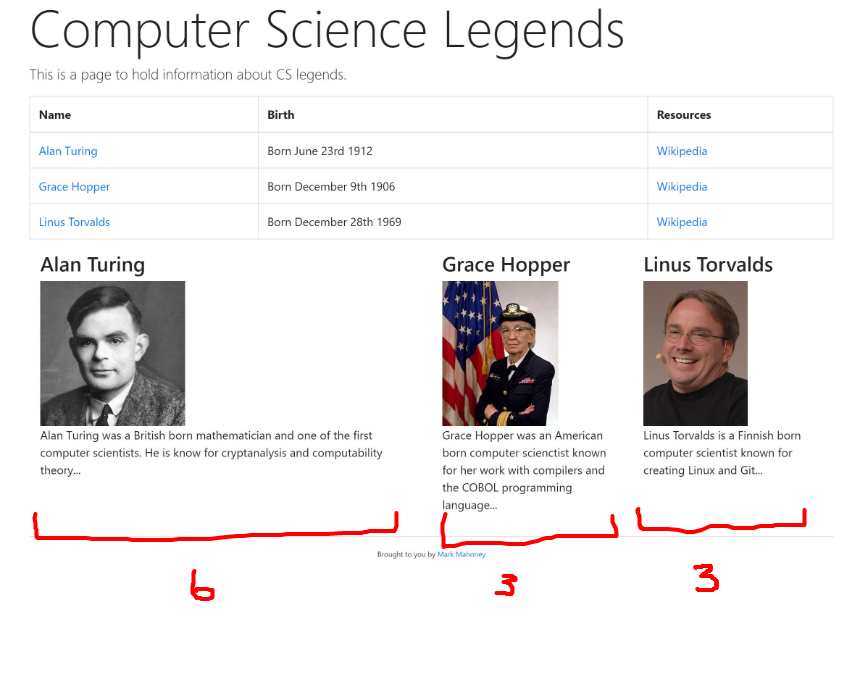 Computer Science Legends
This is a page to hold information about CS legends.
Name Birth Resources
Alan Turing Born June 23rd 1912 Wikipedia
Grace Hopper Born December 9th 1906 Wikipedia
Linus Torvalds Born December 28th 1969 Wikipedia
Alan Turing
Alan Turing was a British born mathematician and one of the first
computer scientists. He is know for cryptanalysis and computability
theory...
Grace Hopper
Grace Hopper was an American
born computer scienctist known
for her work with compilers and
the COBOL programming
language...
Linus Torvalds
Linus Torvalds is a Finnish born
computer scientist known for
creating Linux and Git...
Brought to you by Mark Mahoney
6 3 3